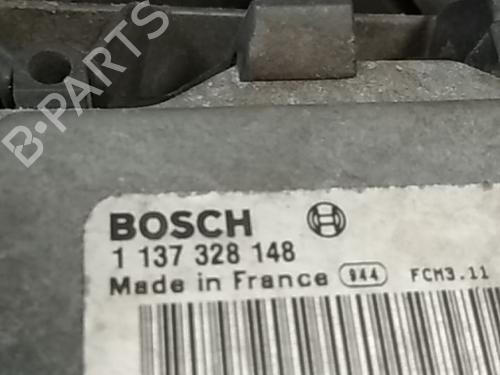 B-PARTS
BOSCH
1 137 328 148
Made in France 944 FCM3.11